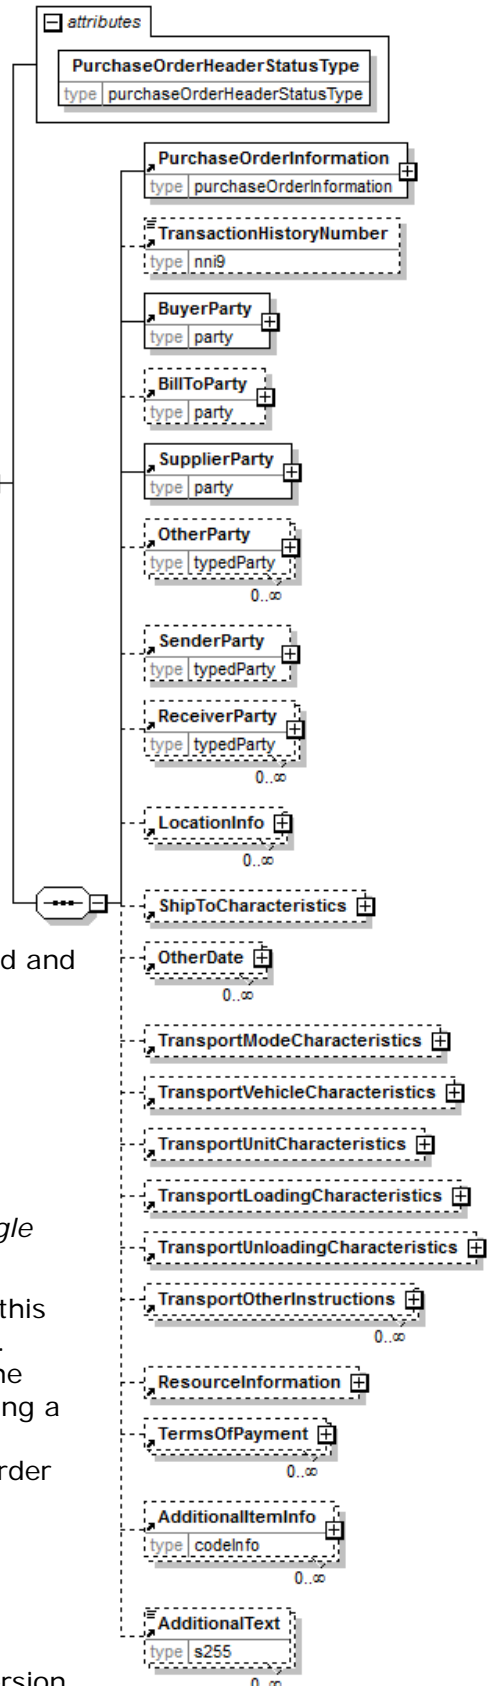 attributes
PurchaseOrderHeaderStatusType
type purchaseOrderHeaderStatusType
PurchaseOrderInformation
type purchaseOrderInformation
TransactionHistoryNumber
type nni9
BuyerParty
type party
BillToParty
type party
SupplierParty
type party
OtherParty
type typedParty
0..∞
SenderParty
type typedParty
ReceiverParty
type typedParty
0..∞
LocationInfo
0..∞
ShipToCharacteristics
d and
OtherDate
0..∞
TransportModeCharacteristics
TransportVehicleCharacteristics
TransportUnitCharacteristics
TransportLoadingCharacteristics
gle
TransportUnloadingCharacteristics
this
TransportOtherInstructions
.
0..∞
ne
ResourceInformation
ng a
TermsOfPayment
0..∞
rder
AdditionalItemInfo
type codeInfo
0..∞
AdditionalText
type s255
0..∞
rsion